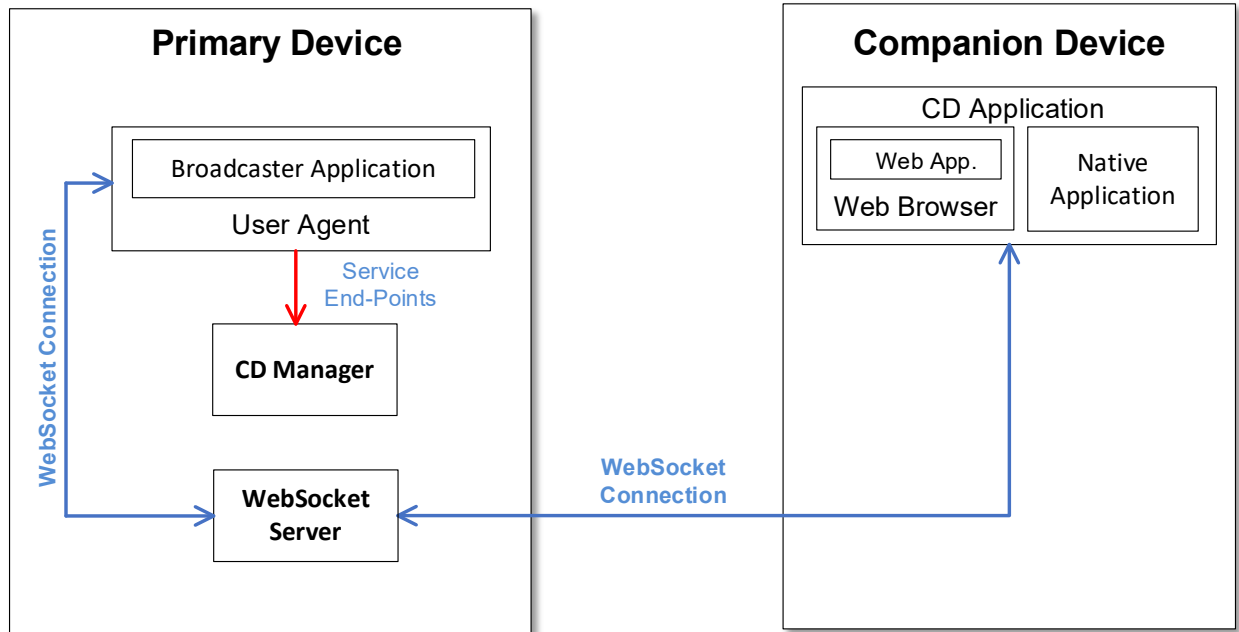 Primary Device
Broadcaster Application
User Agent
Service
End-Points
CD Manager
WebSocket
Server
WebSocket Connection
WebSocket
Connection
Companion Device
CD Application
Web App.
Web Browser
Native
Application